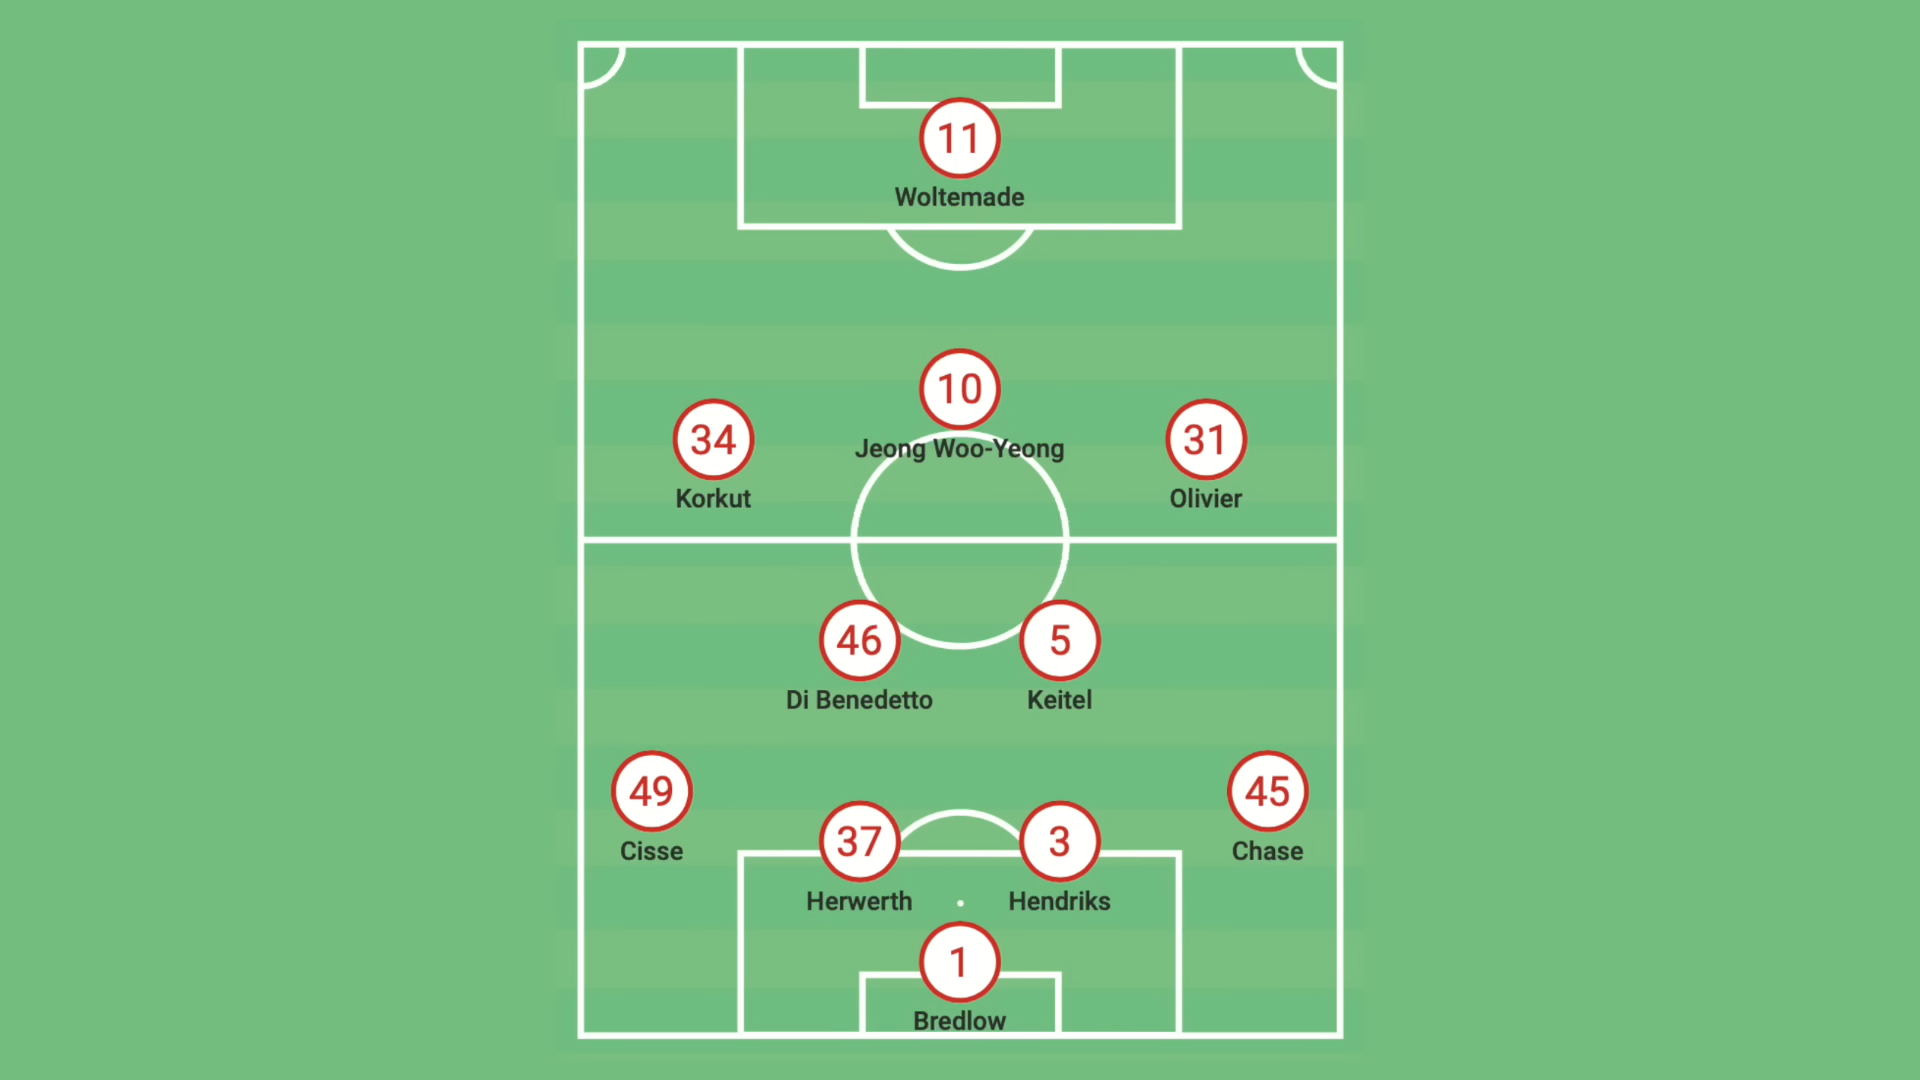 11
Woltemade
10
Jeong Woo-Yeong
34
Korkut
31
Olivier
46
Di Benedetto
5
Keitel
49
Cisse
45
Chase
37
Herwerth
3
Hendriks
1
Bredlow